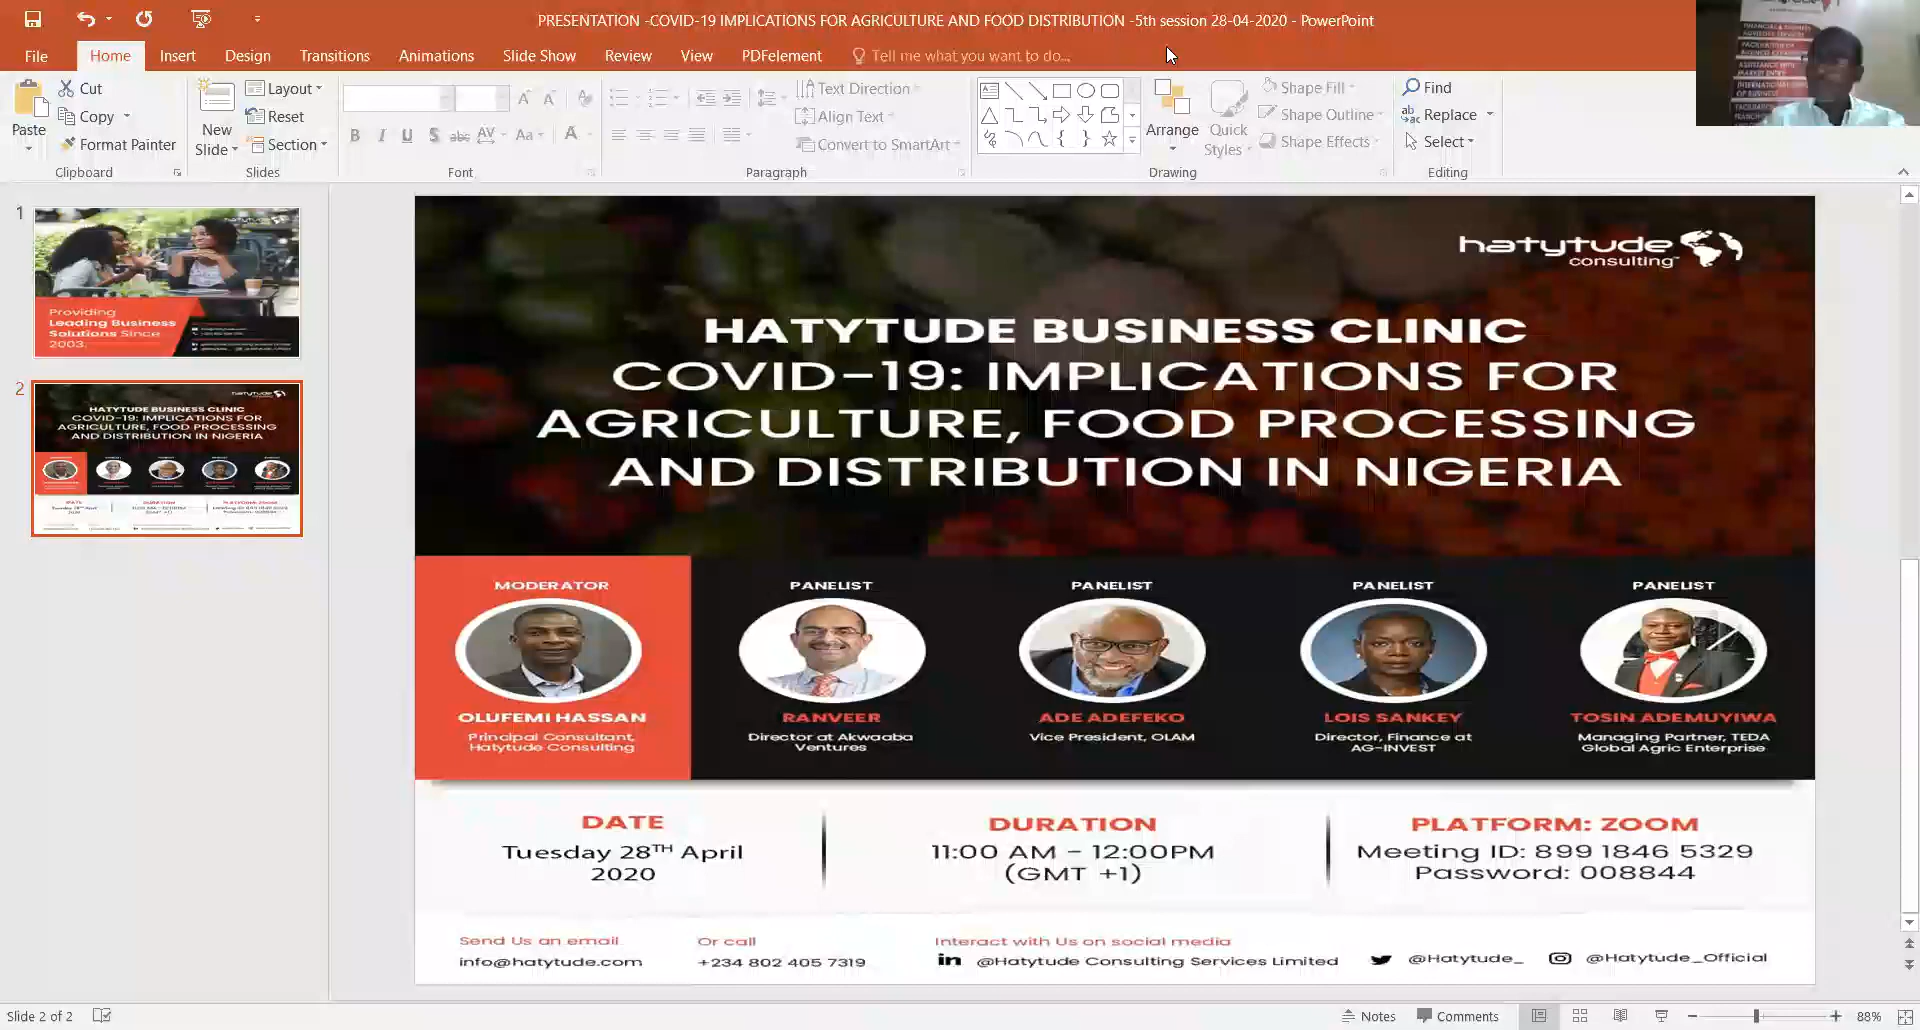 PRESENTATION -COVID-19 IMPLICATIONS FOR AGRICULTURE AND FOOD DISTRIBUTION -5th session 28-04-2020 - PowerPoint
File Home Insert Design Transitions Animations Slide Show Review View PDFelement Tell me what you want to do...
Paste
Cut
Copy
Format Painter
Clipboard
New
Slide
Layout
Reset
Section
Slides
B I U S abc AV Aa A
Font
Text Direction
Align Text
Convert to SmartArt
Paragraph
Arrange
Quick
Styles
Shape Fill
Shape Outline
Shape Effects
Drawing
Find
Replace
Select
Editing
1
Providing
Leading Business
Solutions Since
2003.
2
HATYTUDE BUSINESS CLINIC
COVID-19: IMPLICATIONS FOR
AGRICULTURE, FOOD PROCESSING
AND DISTRIBUTION IN NIGERIA
hatytude
consulting
HATYTUDE BUSINESS CLINIC
COVID-19: IMPLICATIONS FOR
AGRICULTURE, FOOD PROCESSING
AND DISTRIBUTION IN NIGERIA
MODERATOR
OLUFEMI HASSAN
Principal Consultant,
Hatytude Consulting
PANELIST
RANVEER
Director at Akwaaba
Ventures
PANELIST
ADE ADEFEKO
Vice President, OLAM
PANELIST
LOIS SANKEY
Director, Finance at
AG-INVEST
PANELIST
TOSIN ADEMUYIWA
Managing Partner, TEDA
Global Agric Enterprise
DATE
Tuesday 28TH April
2020
DURATION
11:00 AM - 12:00PM
(GMT +1)
PLATFORM: ZOOM
Meeting ID: 899 1846 5329
Password: 008844
Send Us an email
info@hatytude.com
Or call
+234 802 405 7319
Interact with Us on social media
in @Hatytude Consulting Services Limited @Hatytude_ @Hatytude_Official
Slide 2 of 2
Notes Comments 88%